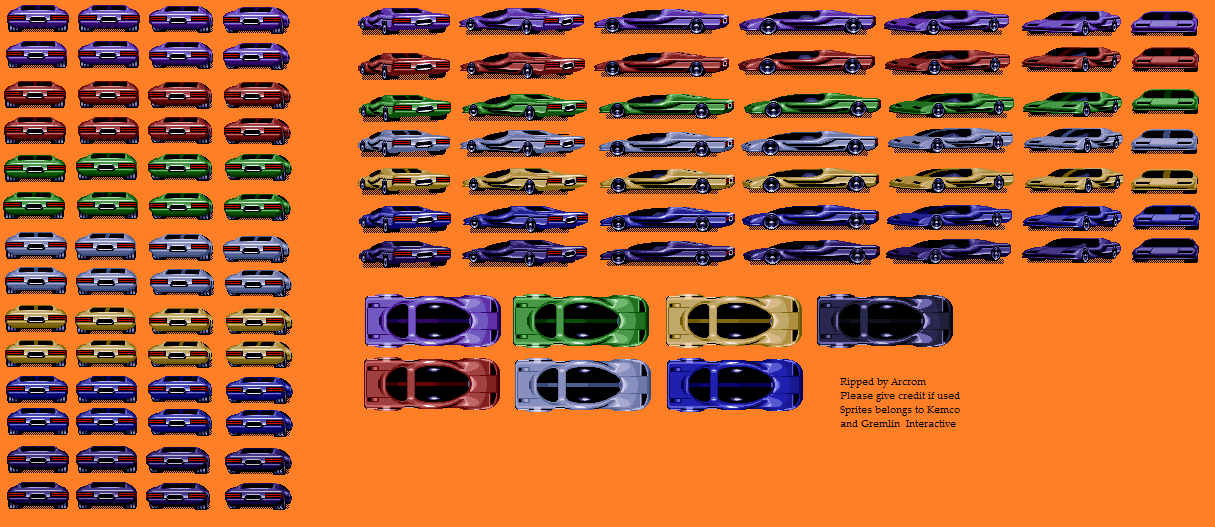 Ripped by Arcrom
Please give credit if used
Sprites belongs to Kemco
and Gremlin Interactive